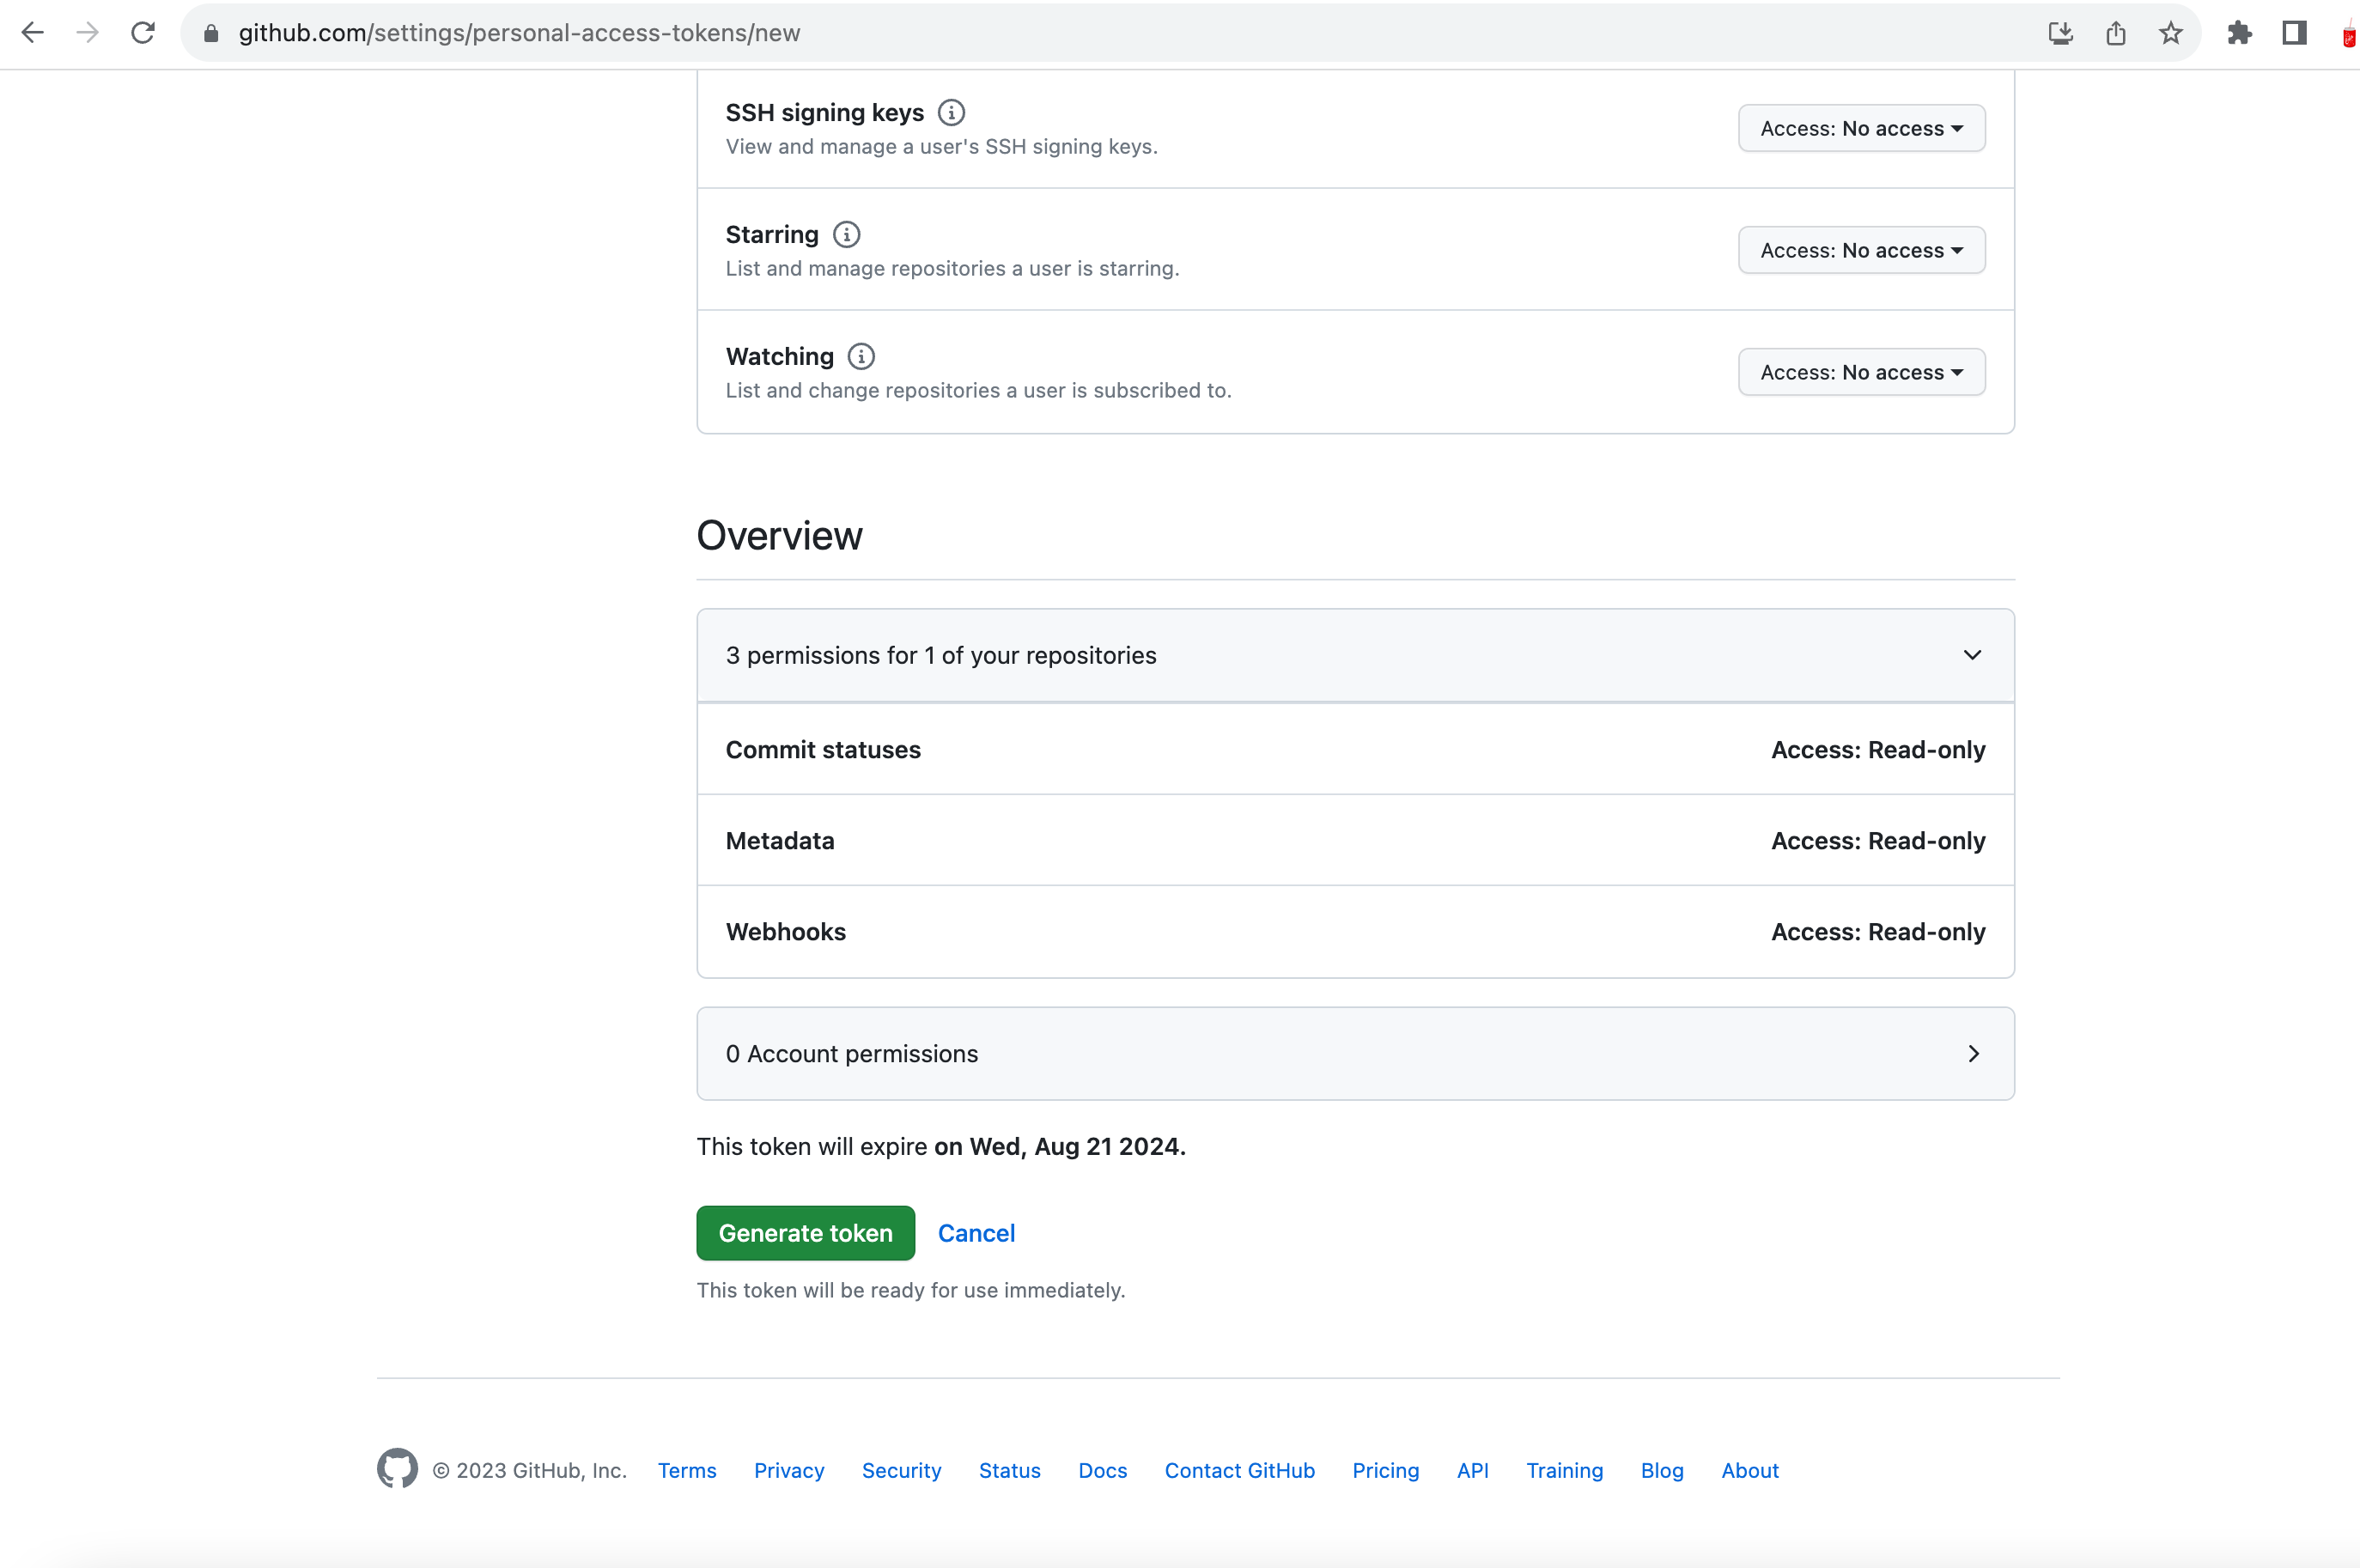 github.com/settings/personal-access-tokens/new
SSH signing keys
View and manage a user's SSH signing keys.
Access: No access
Starring
List and manage repositories a user is starring.
Access: No access
Watching
List and change repositories a user is subscribed to.
Access: No access
Overview
3 permissions for 1 of your repositories
Commit statuses Access: Read-only
Metadata Access: Read-only
Webhooks Access: Read-only
0 Account permissions
This token will expire on Wed, Aug 21 2024.
Generate token Cancel
This token will be ready for use immediately.
© 2023 GitHub, Inc. Terms Privacy Security Status Docs Contact GitHub Pricing API Training Blog About